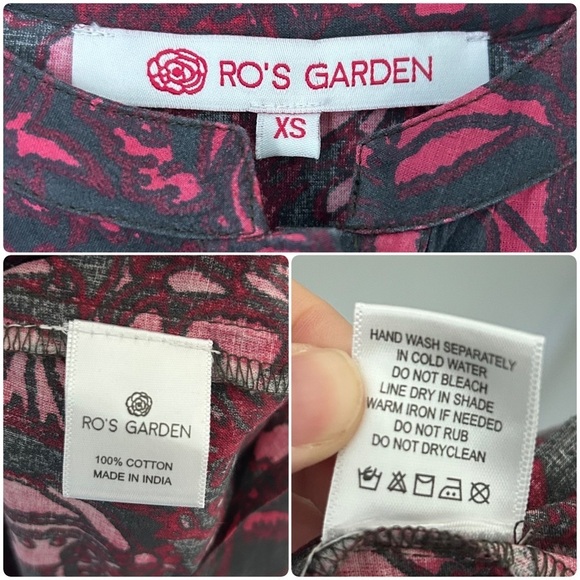 RO'S GARDEN
XS
RO'S GARDEN
100% COTTON
MADE IN INDIA
HAND WASH SEPARATELY
IN COLD WATER
DO NOT BLEACH
LINE DRY IN SHADE
WARM IRON IF NEEDED
DO NOT RUB
DO NOT DRYCLEAN